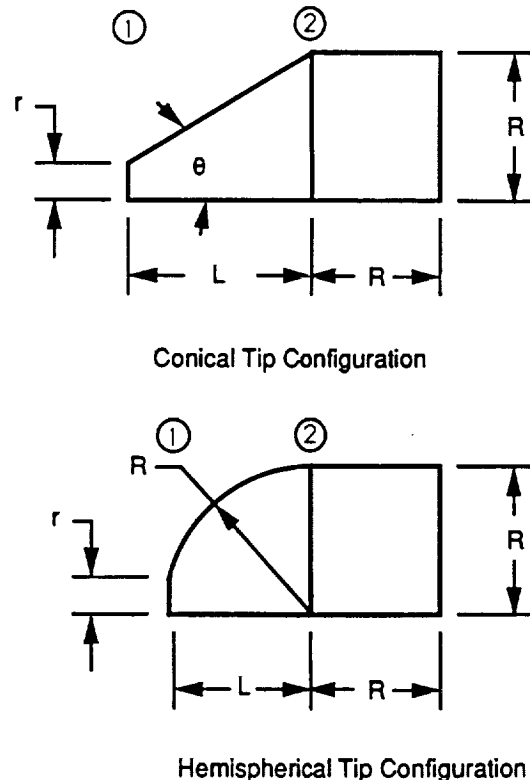 ① ②
r
θ
R
L R
Conical Tip Configuration
① ②
R
r
R
L R
Hemispherical Tip Configuration